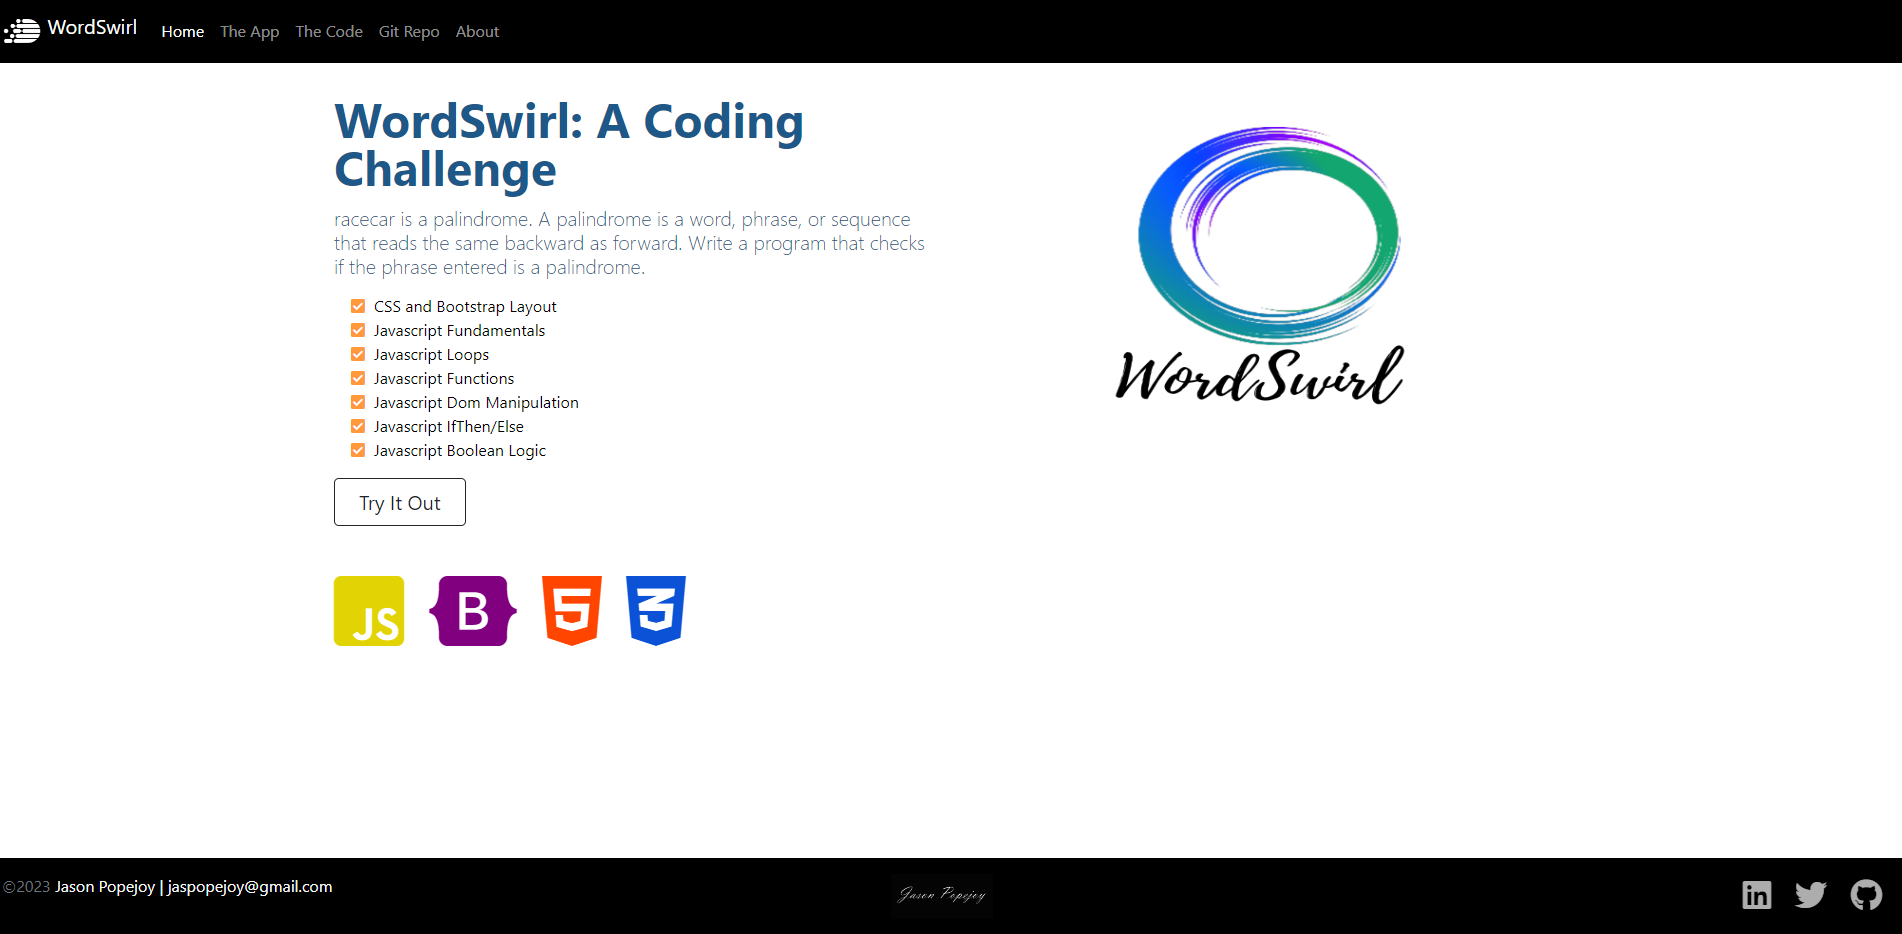 WordSwirl Home The App The Code Git Repo About
WordSwirl: A Coding
Challenge
racecar is a palindrome. A palindrome is a word, phrase, or sequence
that reads the same backward as forward. Write a program that checks
if the phrase entered is a palindrome.
CSS and Bootstrap Layout
Javascript Fundamentals
Javascript Loops
Javascript Functions
Javascript Dom Manipulation
Javascript IfThen/Else
Javascript Boolean Logic
Try It Out
JS B 5 3
WordSwirl
©2023 Jason Popejoy | jaspopejoy@gmail.com
Jason Popejoy
in